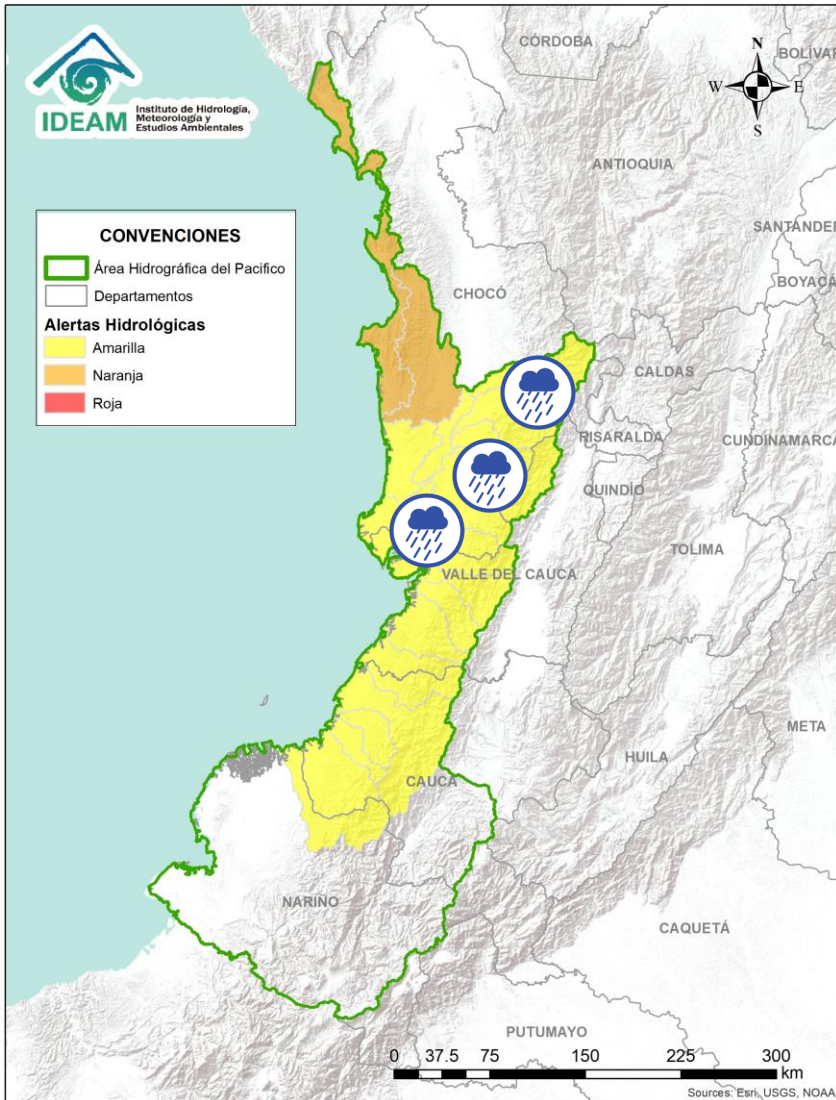 IDEAM
Instituto de Hidrología,
Meteorología y
Estudios Ambientales
N
W
E
S
CÓRDOBA
BOLÍVAR
ANTIOQUIA
SANTANDER
BOYACÁ
CHOCÓ
CALDAS
RISARALDA
CUNDINAMARCA
QUINDÍO
TOLIMA
VALLE DEL CAUCA
META
HUILA
CAUCA
NARIÑO
CAQUETÁ
PUTUMAYO
CONVENCIONES
Área Hidrográfica del Pacifico
Departamentos
Alertas Hidrológicas
Amarilla
Naranja
Roja
0 37.5 75 150 225 300
km
Sources: Esri, USGS, NOAA